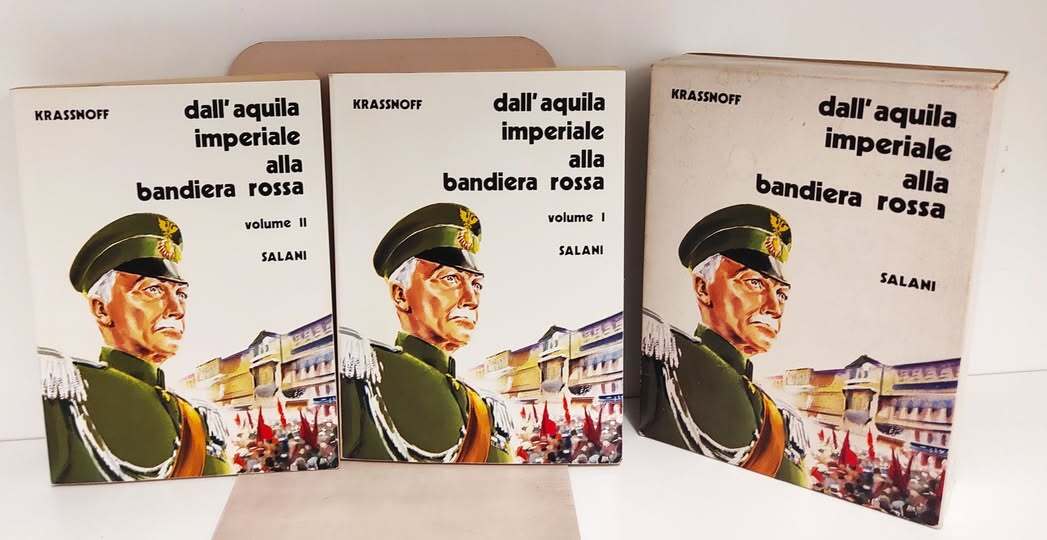 KRASSNOFF
dall'aquila
imperiale
alla
bandiera rossa
volume II
SALANI
KRASSNOFF
dall'aquila
imperiale
alla
bandiera rossa
volume I
SALANI
KRASSNOFF
dall'aquila
imperiale
alla
bandiera rossa
SALANI